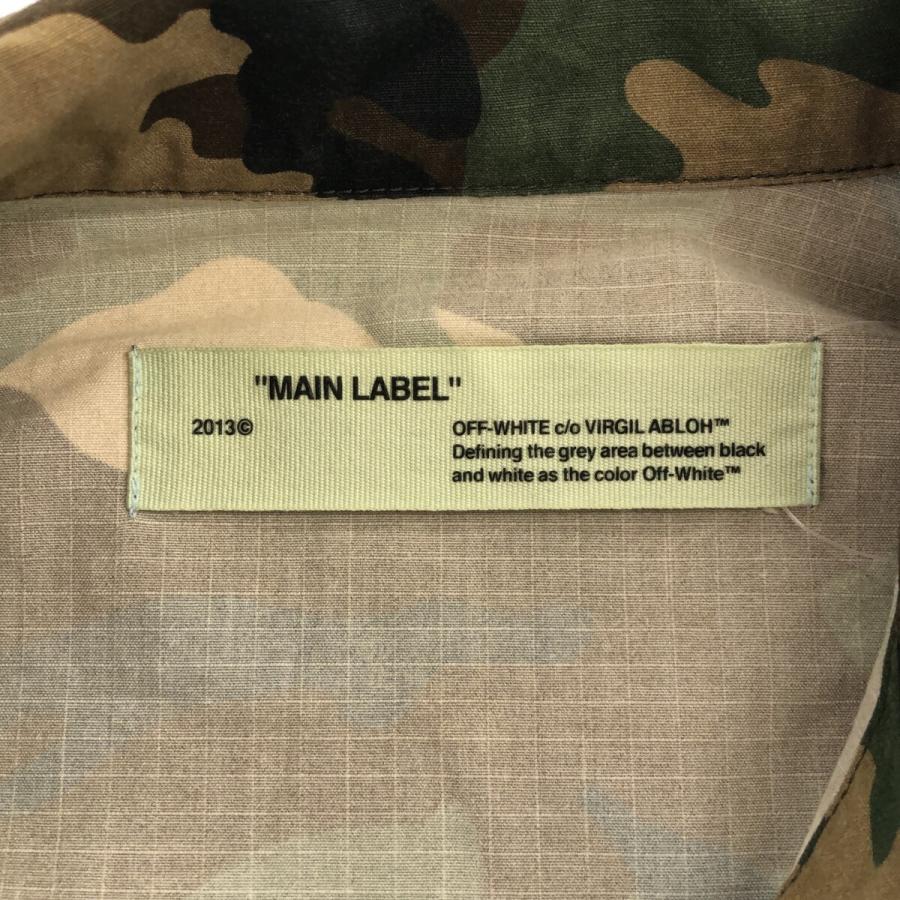 "MAIN LABEL"
2013©
OFF-WHITE c/o VIRGIL ABLOH™
Defining the grey area between black
and white as the color Off-White™